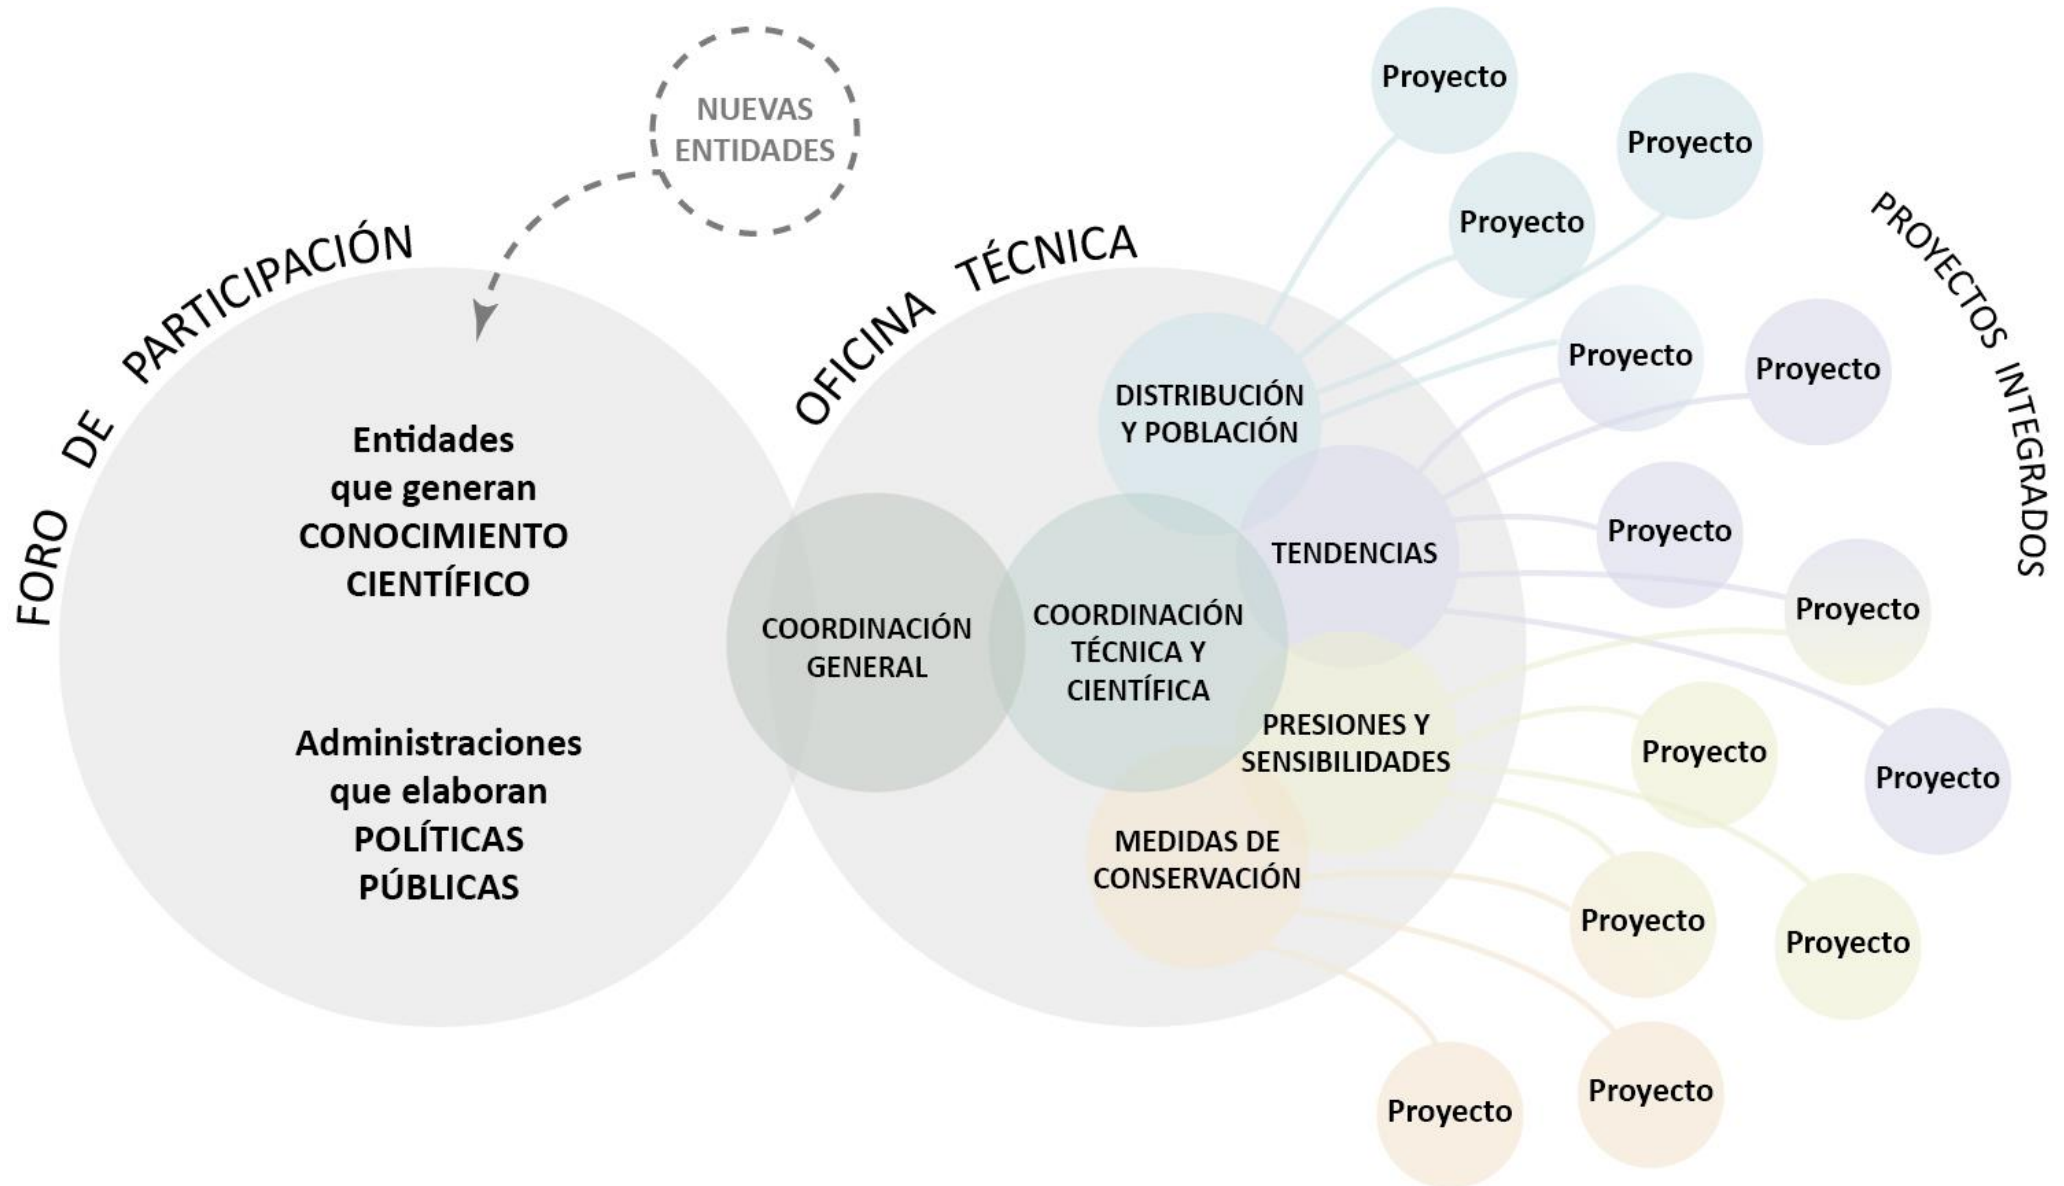 NUEVAS
ENTIDADES
FORO DE PARTICIPACIÓN
Entidades
que generan
CONOCIMIENTO
CIENTÍFICO
Administraciones
que elaboran
POLÍTICAS
PÚBLICAS
OFICINA TÉCNICA
COORDINACIÓN
GENERAL
COORDINACIÓN
TÉCNICA Y
CIENTÍFICA
DISTRIBUCIÓN
Y POBLACIÓN
TENDENCIAS
PRESIONES Y
SENSIBILIDADES
MEDIDAS DE
CONSERVACIÓN
PROYECTOS INTEGRADOS
Proyecto
Proyecto
Proyecto
Proyecto
Proyecto
Proyecto
Proyecto
Proyecto
Proyecto
Proyecto
Proyecto
Proyecto
Proyecto